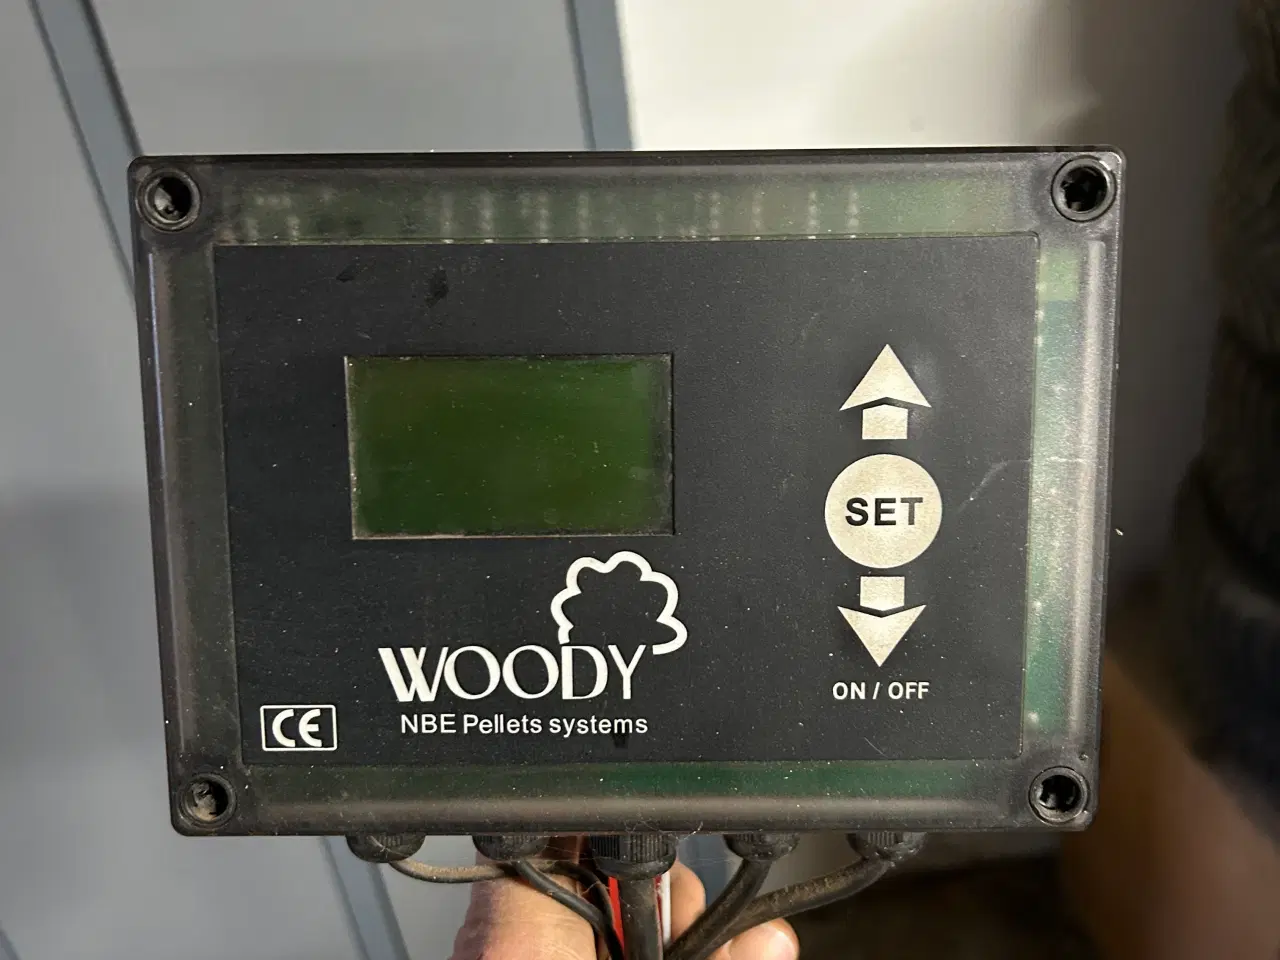 SET
ON / OFF
WOODY
NBE Pellets systems
CE